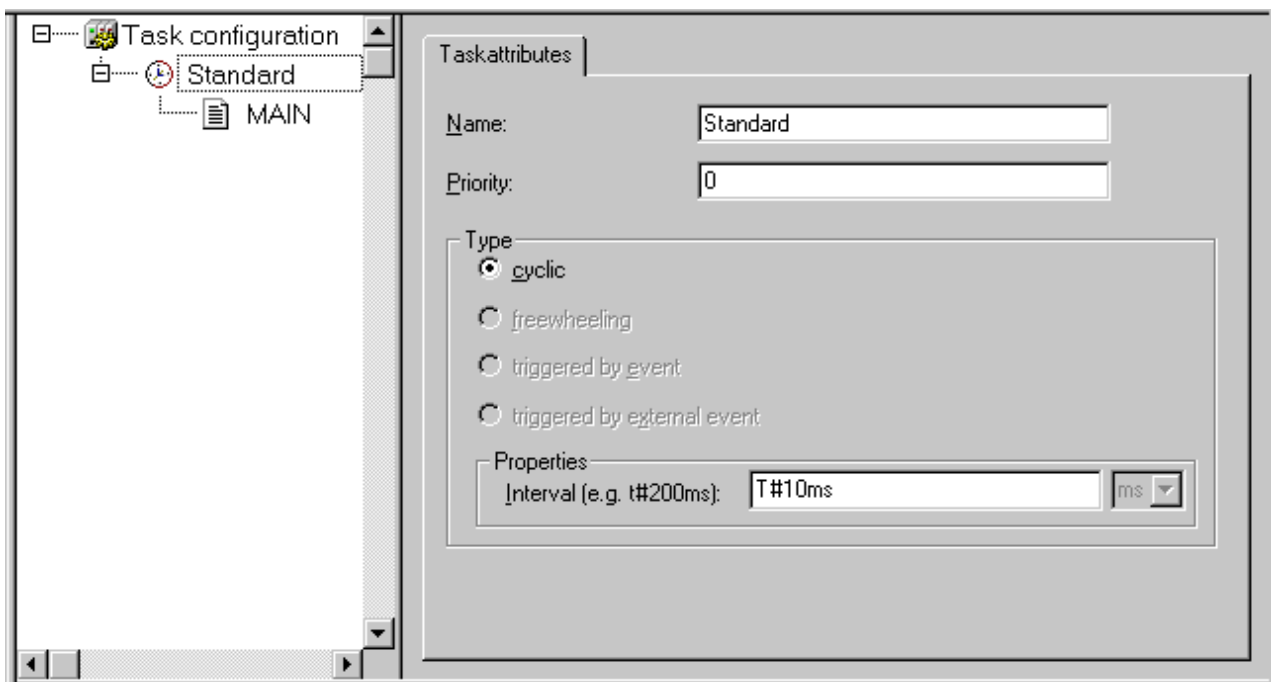 Task configuration
Standard
MAIN
Taskattributes
Name: Standard
Priority: 0
Type
cyclic
freewheeling
triggered by event
triggered by external event
Properties
Interval (e.g. t#200ms): T#10ms ms